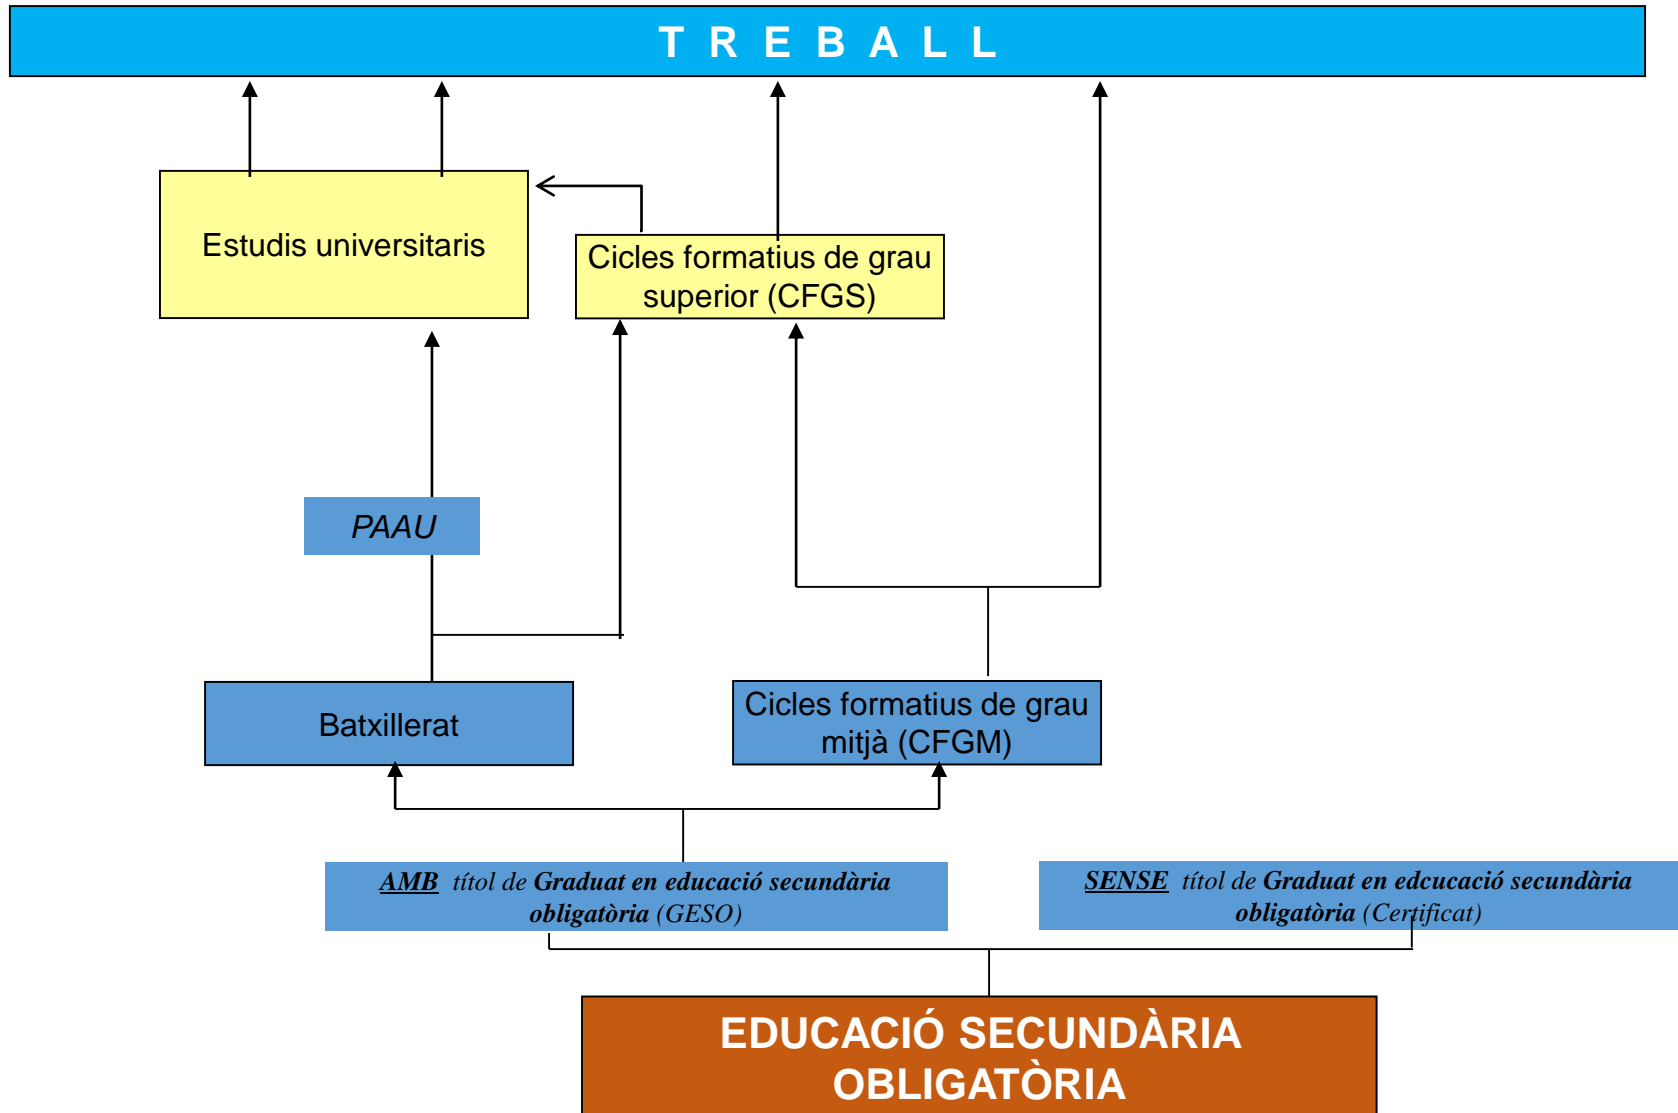 T R E B A L L
Estudis universitaris
Cicles formatius de grau
superior (CFGS)
PAAU
Batxillerat
Cicles formatius de grau
mitjà (CFGM)
AMB títol de Graduat en educació secundària
obligatòria (GESO)
SENSE títol de Graduat en edcucació secundària
obligatòria (Certificat)
EDUCACIÓ SECUNDÀRIA
OBLIGATÒRIA